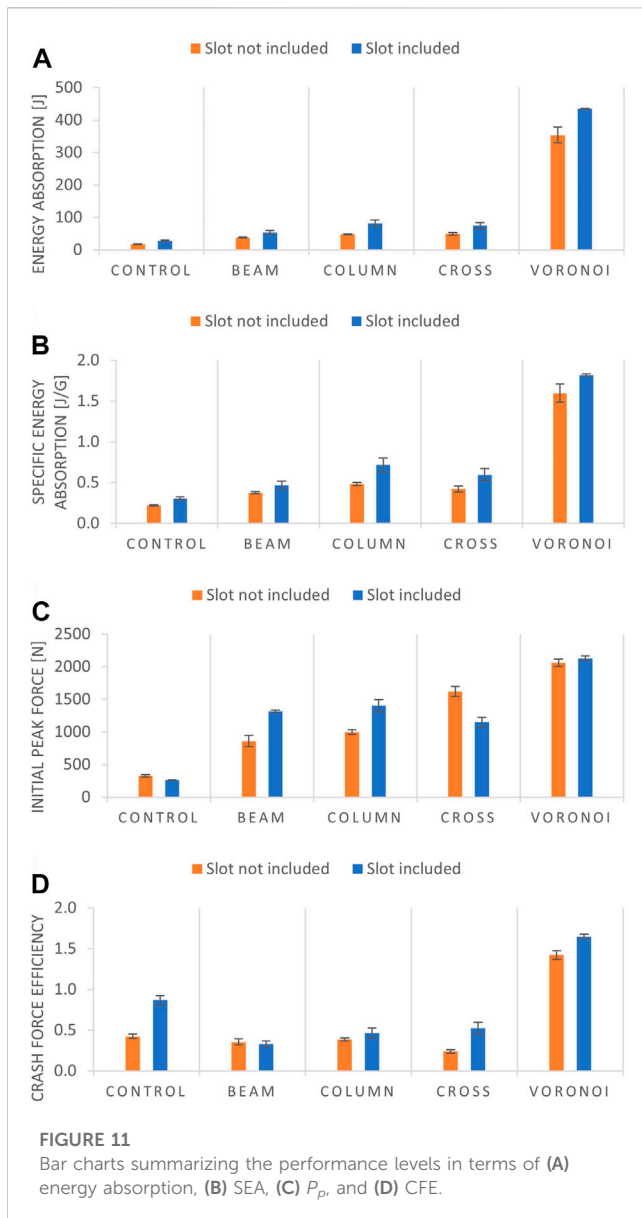 A
Slot not included Slot included
ENERGY ABSORPTION [J]
500
400
300
200
100
0
CONTROL BEAM COLUMN CROSS VORONOI
B
Slot not included Slot included
SPECIFIC ENERGY
ABSORPTION [J/G]
2.0
1.5
1.0
0.5
0.0
CONTROL BEAM COLUMN CROSS VORONOI
C
Slot not included Slot included
INITIAL PEAK FORCE [N]
2500
2000
1500
1000
500
0
CONTROL BEAM COLUMN CROSS VORONOI
D
Slot not included Slot included
CRASH FORCE EFFICIENCY
2.0
1.5
1.0
0.5
0.0
CONTROL BEAM COLUMN CROSS VORONOI
FIGURE 11
Bar charts summarizing the performance levels in terms of (A)
energy absorption, (B) SEA, (C) Pp, and (D) CFE.